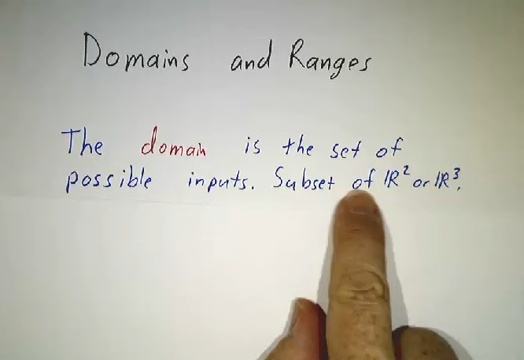 Domains and Ranges
The domain is the set of
possible inputs. Subset of ℝ² or ℝ³.